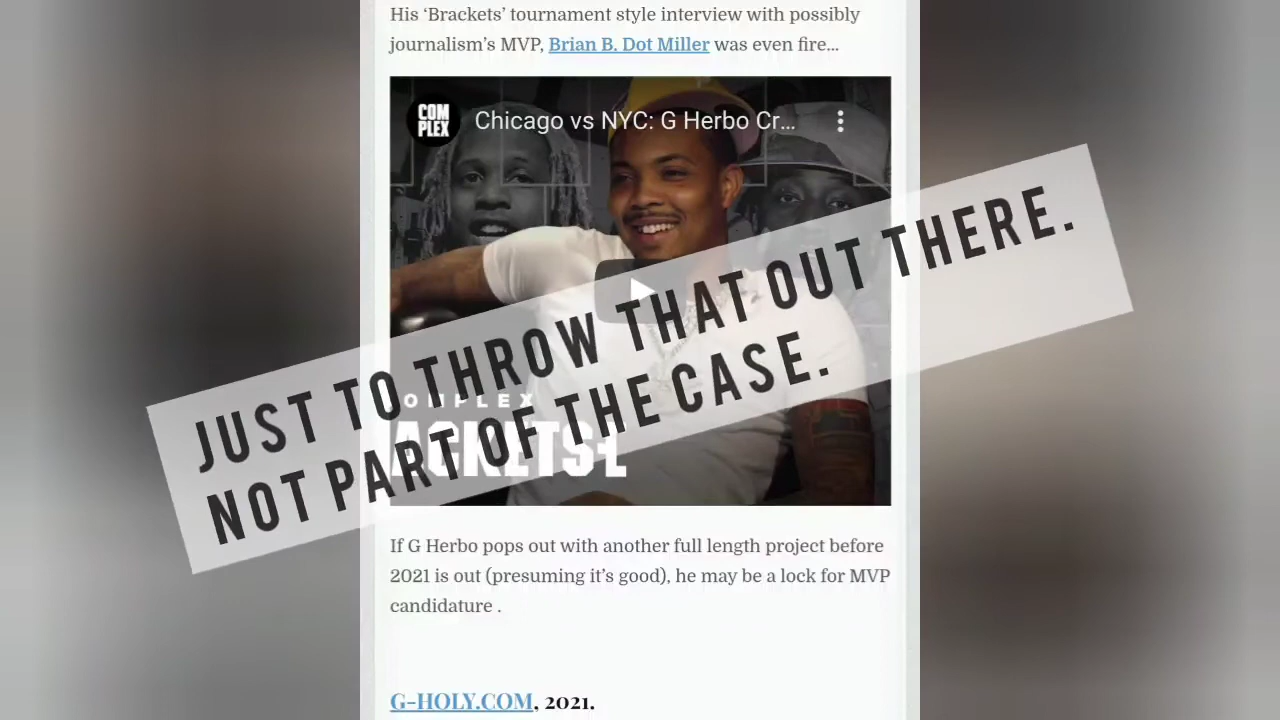 His ‘Brackets’ tournament style interview with possibly
journalism’s MVP, Brian B. Dot Miller was even fire...
COM
PLEX
Chicago vs NYC: G Herbo Cr...
JUST TO THROW THAT OUT THERE.
NOT PART OF THE CASE.
If G Herbo pops out with another full length project before
2021 is out (presuming it’s good), he may be a lock for MVP
candidature .
G-HOLY.COM, 2021.